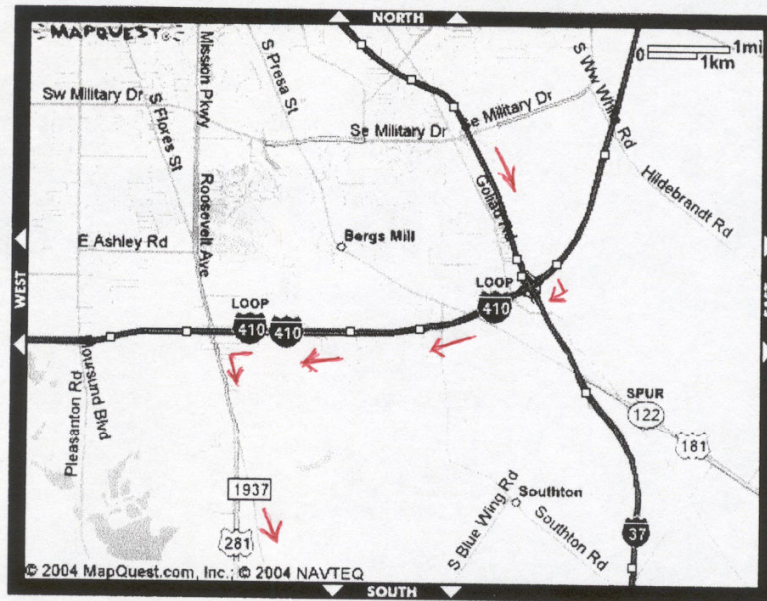 NORTH
MAPQUEST
0 1mi
1km
Sw Military Dr
S Flores St
Mission Pkwy
S Presa St
Se Military Dr
Se Military Dr
S Ww White Rd
Hildebrandt Rd
Goliad Rd
Roosevelt Ave
E Ashley Rd
Bergs Mill
WEST
EAST
LOOP
410
410
LOOP
410
Pleasanton Rd
Moursund Blvd
SPUR
122
181
1937
281
S Blue Wing Rd
Southton
Southton Rd
37
© 2004 MapQuest.com, Inc.; © 2004 NAVTEQ
SOUTH